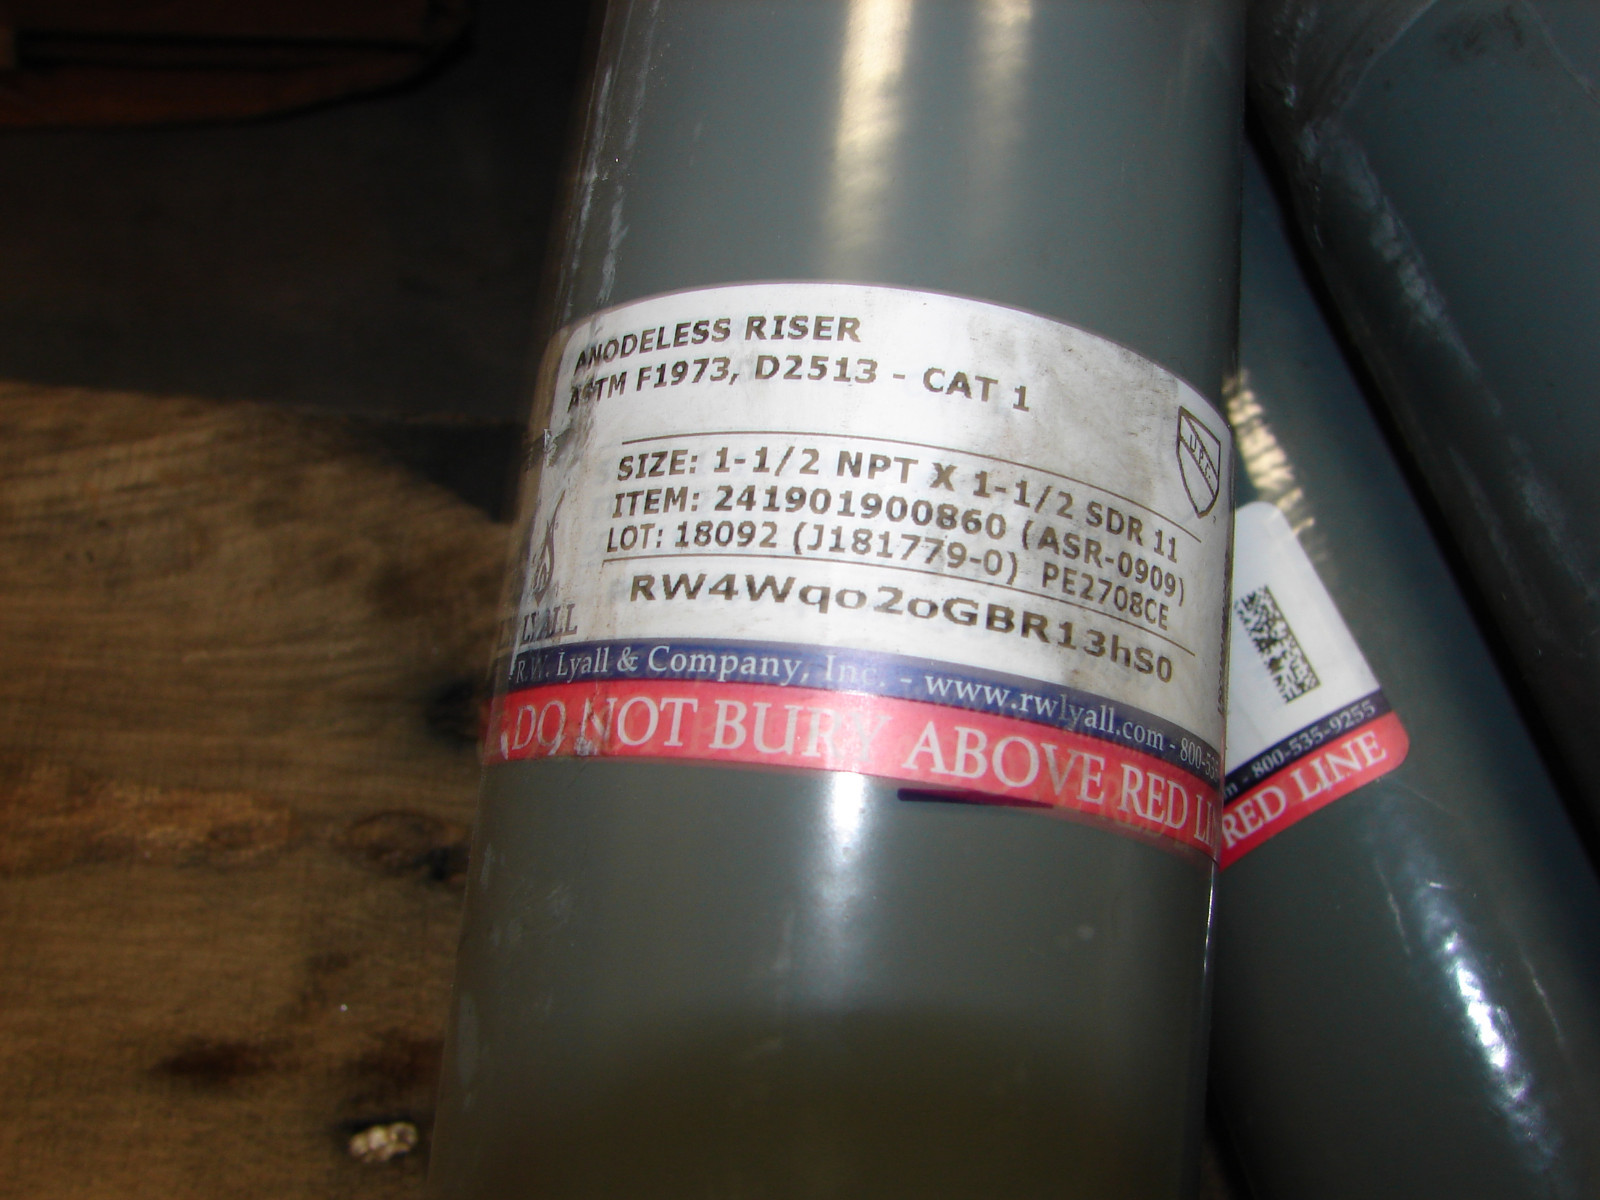 ANODELESS RISER
ASTM F1973, D2513 - CAT 1
U.P.C.
SIZE: 1-1/2 NPT X 1-1/2 SDR 11
ITEM: 241901900860 (ASR-0909)
LOT: 18092 (J181779-0) PE2708CE
RW4Wqo2oGBR13hS0
LYALL
R.W. Lyall & Company, Inc. - www.rwlyall.com - 800-535
DO NOT BURY ABOVE RED LI
- 800-535-9255
RED LINE